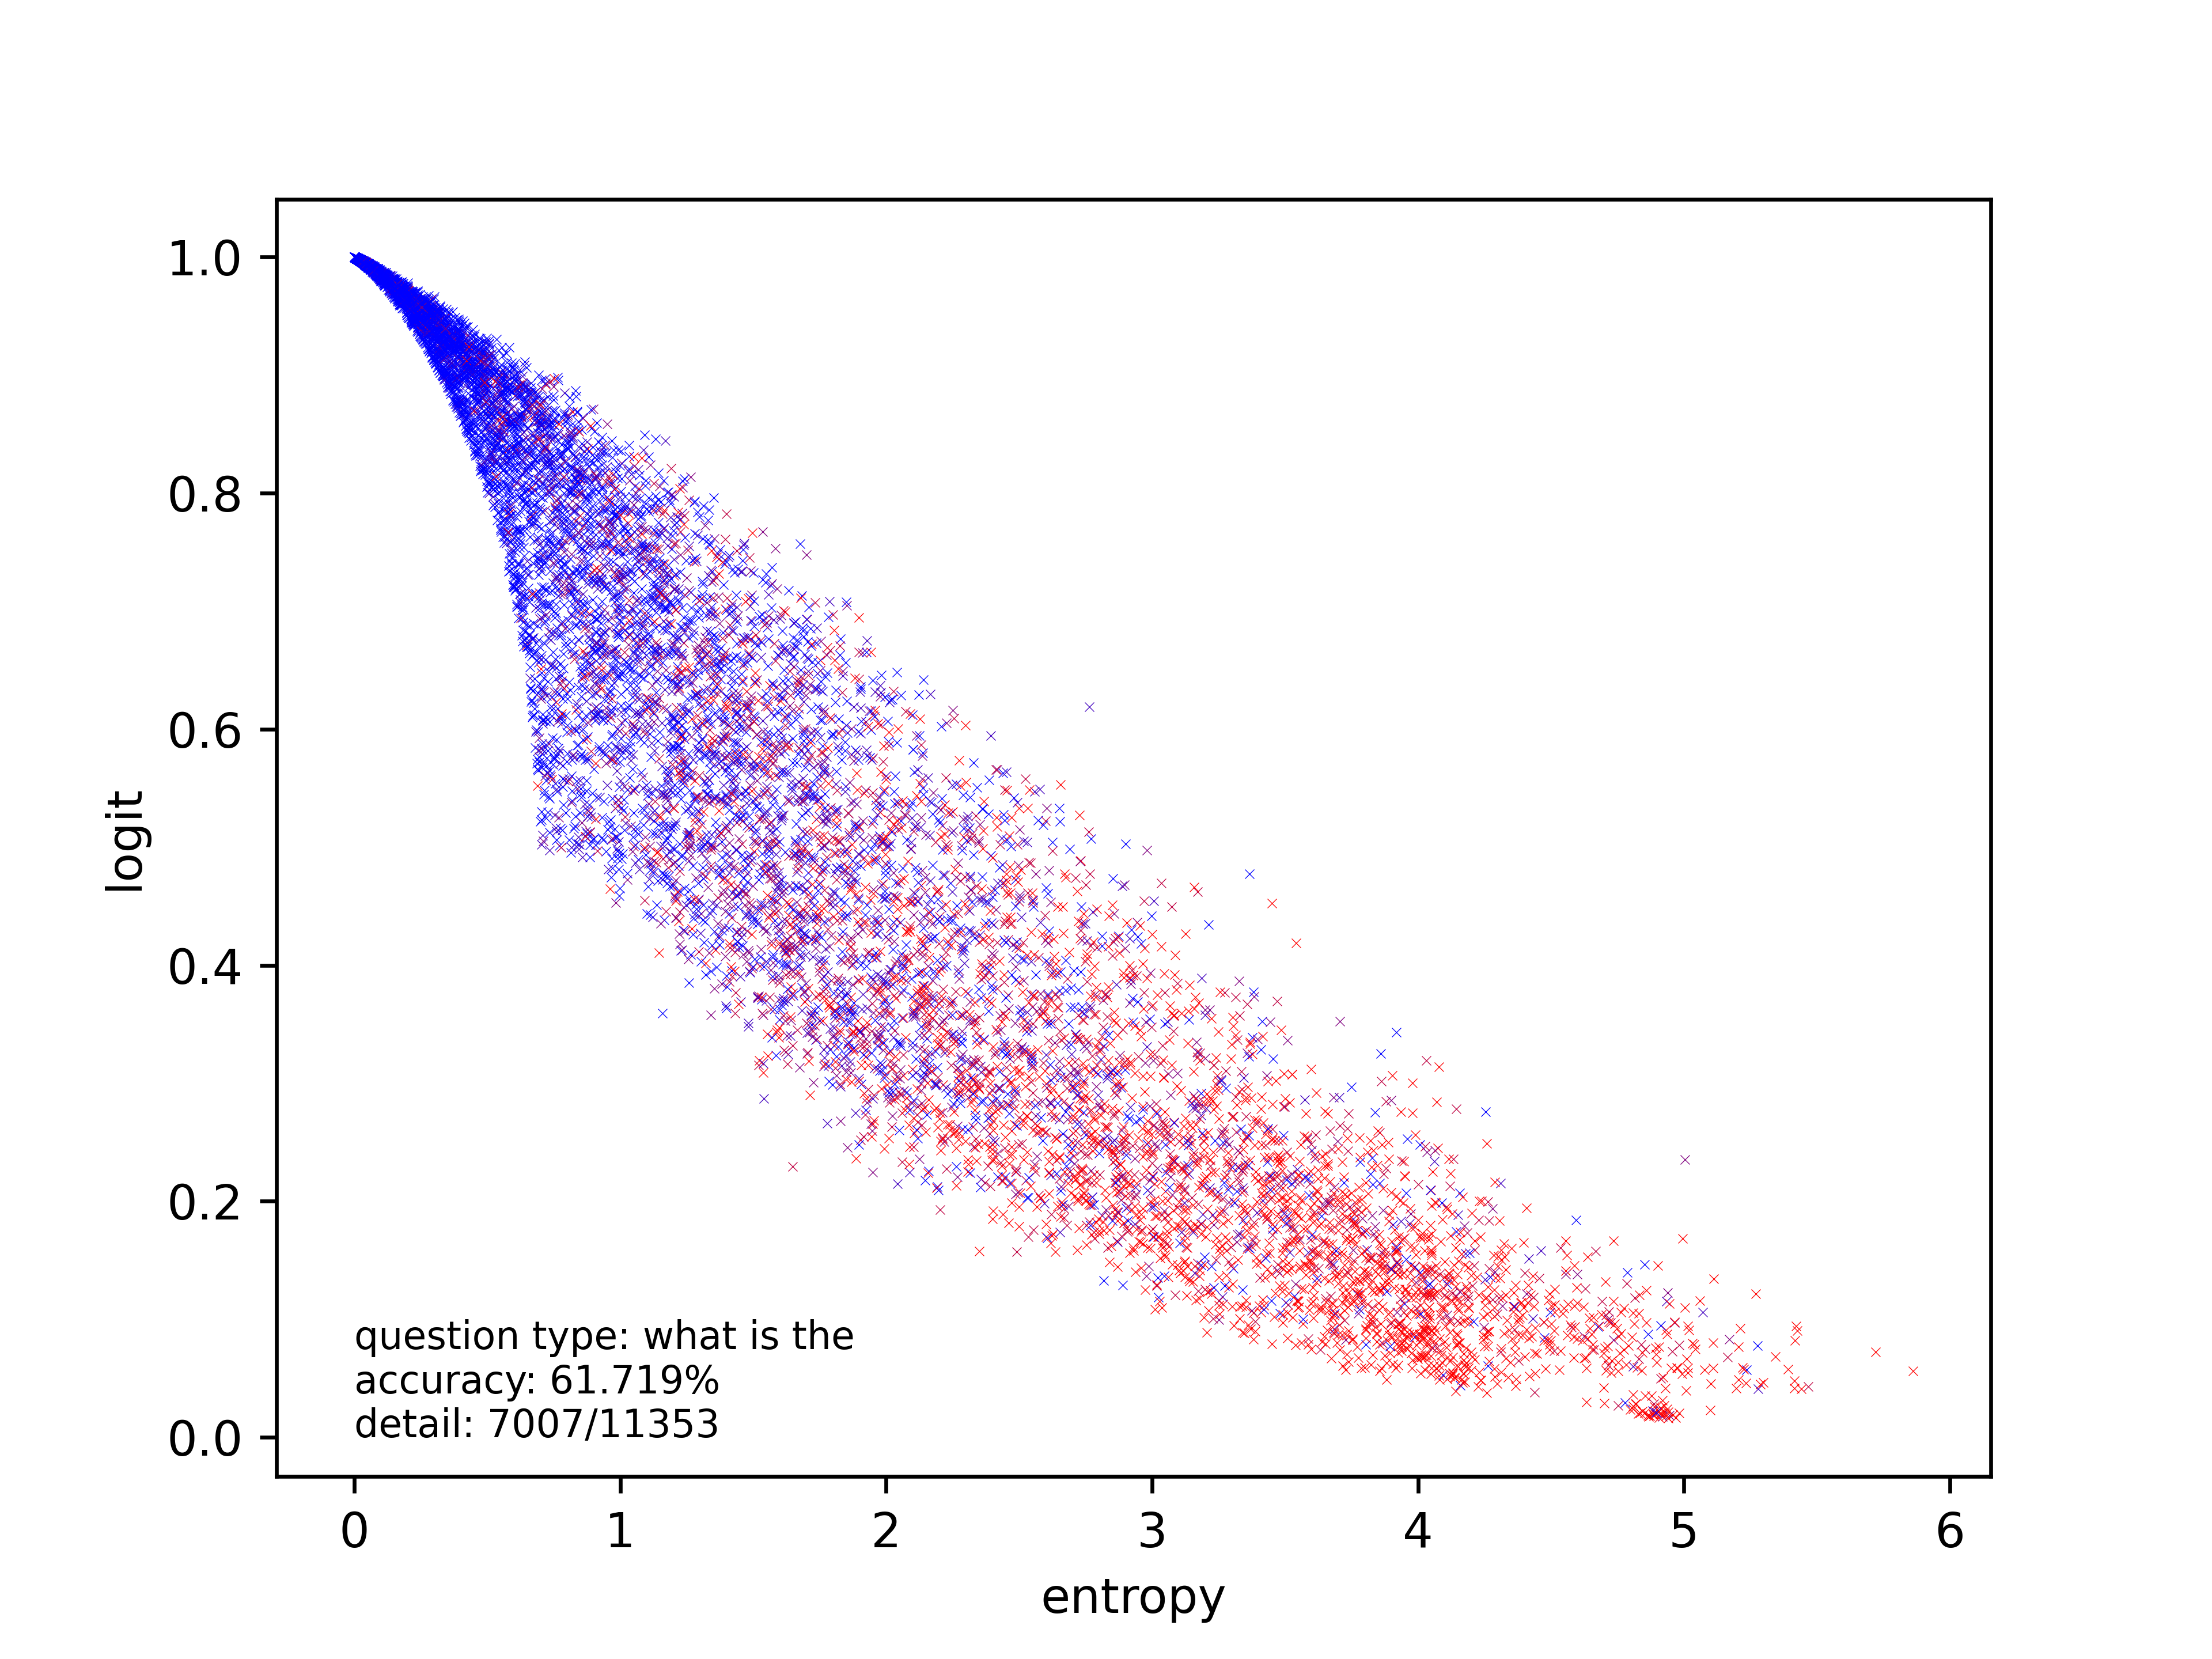 1.0
0.8
0.6
0.4
0.2
0.0
logit
question type: what is the
accuracy: 61.719%
detail: 7007/11353
0 1 2 3 4 5 6
entropy